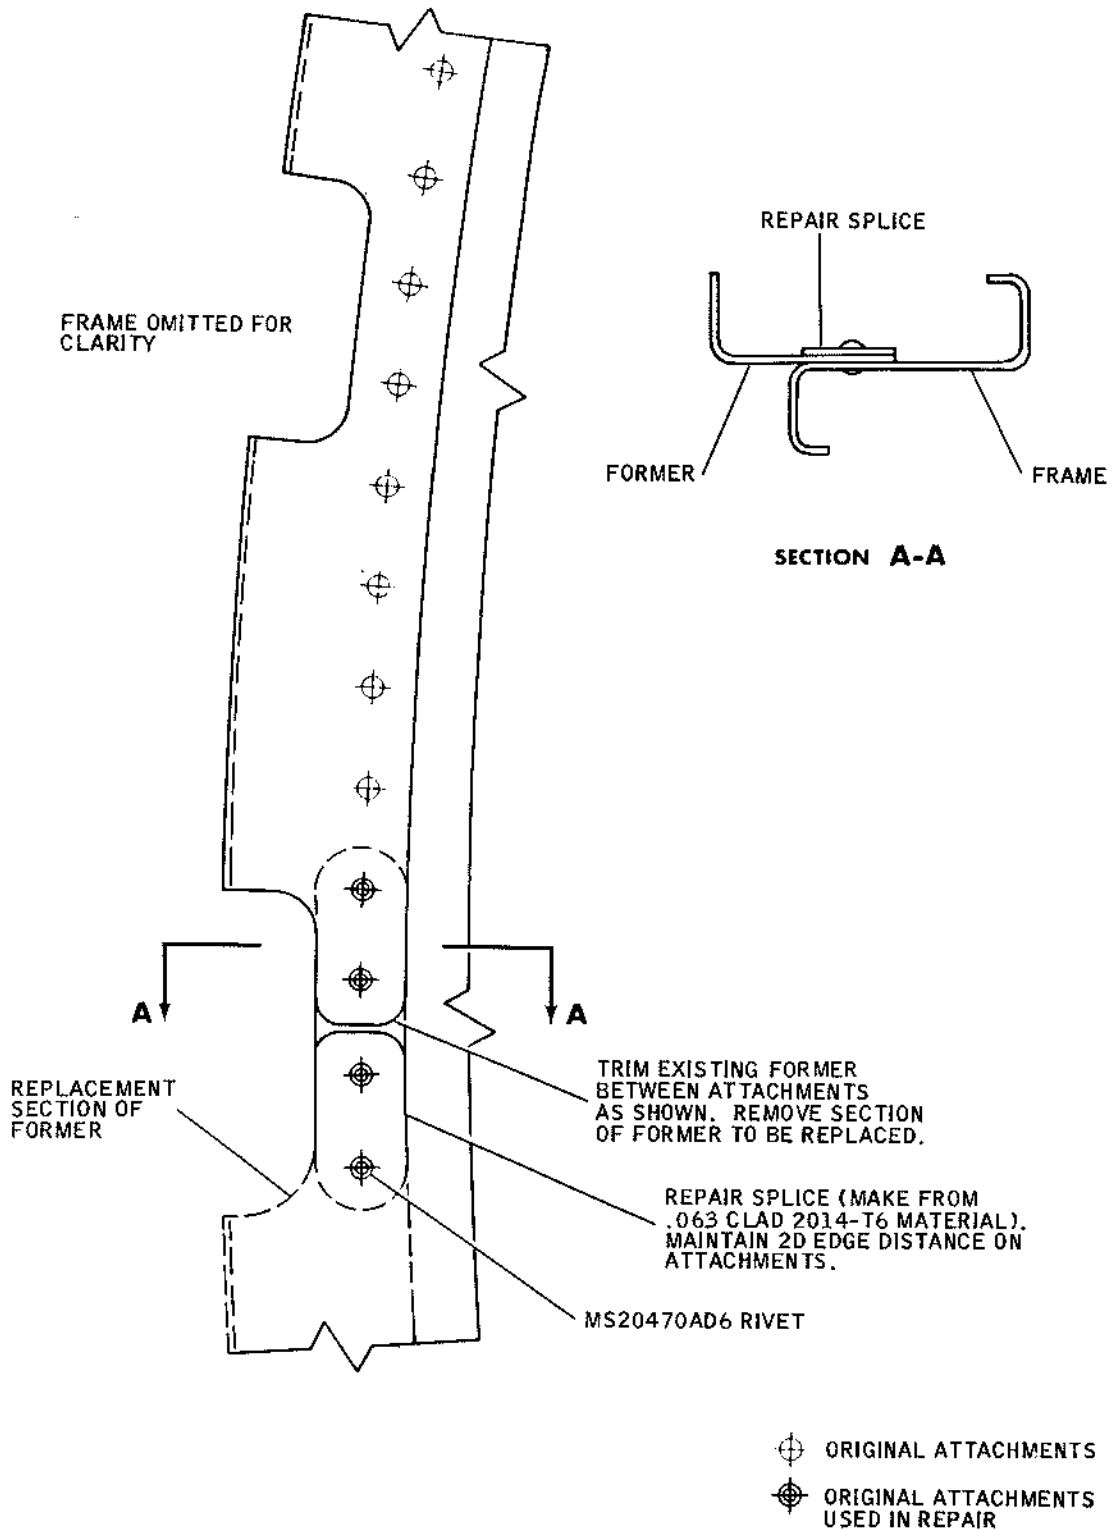 REPAIR SPLICE
FRAME OMITTED FOR
CLARITY
FORMER
FRAME
SECTION A-A
A
A
TRIM EXISTING FORMER
BETWEEN ATTACHMENTS
AS SHOWN. REMOVE SECTION
OF FORMER TO BE REPLACED.
REPLACEMENT
SECTION OF
FORMER
REPAIR SPLICE (MAKE FROM
.063 CLAD 2014-T6 MATERIAL).
MAINTAIN 2D EDGE DISTANCE ON
ATTACHMENTS.
MS20470AD6 RIVET
ORIGINAL ATTACHMENTS
ORIGINAL ATTACHMENTS
USED IN REPAIR